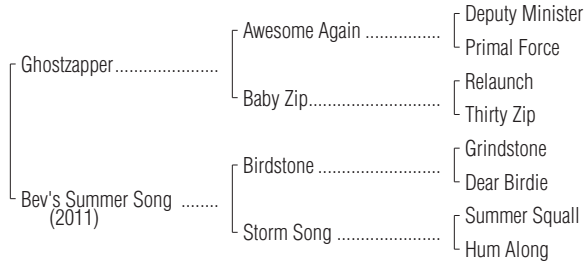 Deputy Minister
Awesome Again ................
Primal Force
Ghostzapper.....................
Relaunch
Baby Zip...........................
Thirty Zip
Grindstone
Birdstone .........................
Dear Birdie
Bev's Summer Song ........
(2011)
Summer Squall
Storm Song .....................
Hum Along